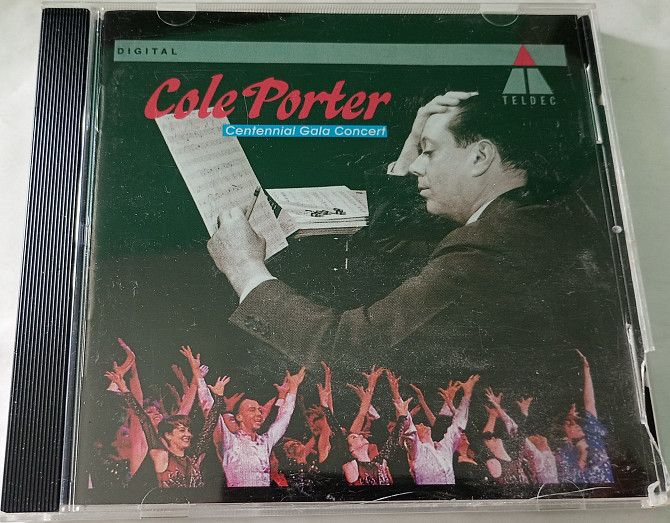 DIGITAL
Cole Porter
Centennial Gala Concert
TELDEC